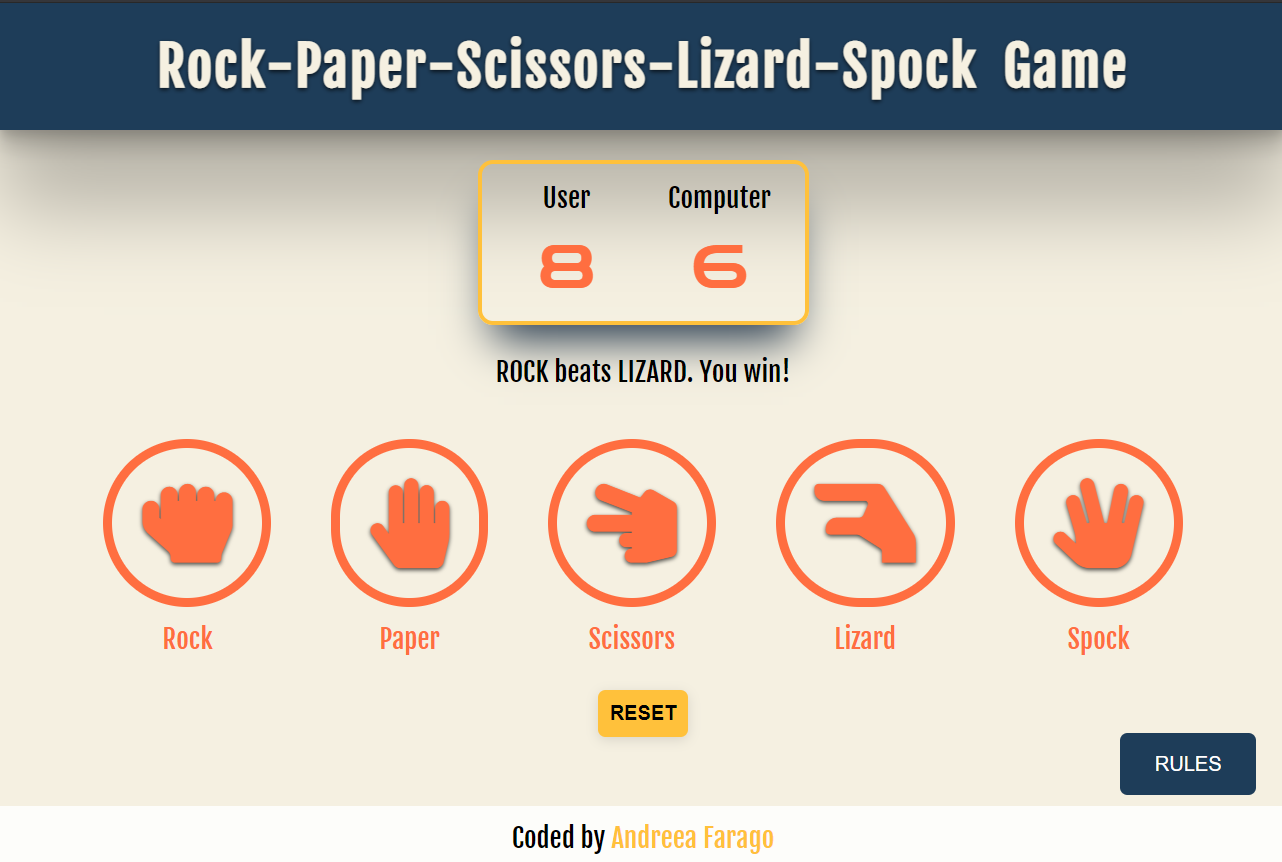 Rock-Paper-Scissors-Lizard-Spock Game
User Computer
8 6
ROCK beats LIZARD. You win!
Rock Paper Scissors Lizard Spock
RESET
RULES
Coded by Andreea Farago